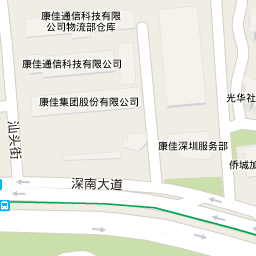 康佳通信科技有限
公司物流部仓库
康佳通信科技有限公司
康佳集团股份有限公司
光华社
汕头街
康佳深圳服务部
侨城加
深南大道